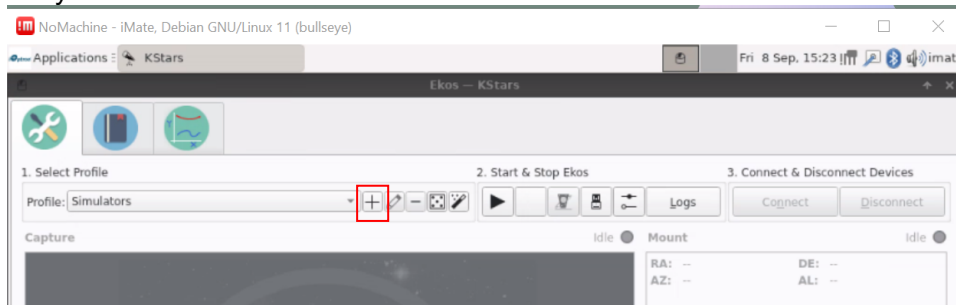 NoMachine - iMate, Debian GNU/Linux 11 (bullseye)
Applications KStars Fri 8 Sep, 15:23 imat
Ekos — KStars
1. Select Profile 2. Start & Stop Ekos 3. Connect & Disconnect Devices
Profile: Simulators Logs Connect Disconnect
Capture Idle Mount Idle
RA: -- DE: --
AZ: -- AL: --